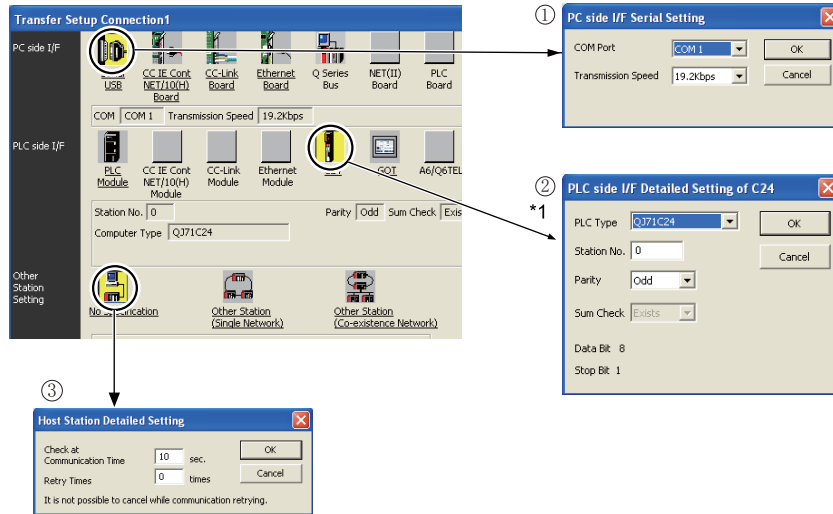 Transfer Setup Connection1
PC side I/F
USB
CC IE Cont
NET/10(H)
Board
CC-Link
Board
Ethernet
Board
Q Series
Bus
NET(II)
Board
PLC
Board
COM COM 1 Transmission Speed 19.2Kbps
PLC side I/F
PLC
Module
CC IE Cont
NET/10(H)
Module
CC-Link
Module
Ethernet
Module
GOT
A6/Q6TEL
Station No. 0 Parity Odd Sum Check Exis
Computer Type QJ71C24
Other
Station
Setting
Other Station
(Single Network)
Other Station
(Co-existence Network)
①
PC side I/F Serial Setting
COM Port COM 1 OK
Transmission Speed 19.2Kbps Cancel
*1
②
PLC side I/F Detailed Setting of C24
PLC Type QJ71C24 OK
Station No. 0 Cancel
Parity Odd
Sum Check Exists
Data Bit 8
Stop Bit 1
③
Host Station Detailed Setting
Check at
Communication Time 10 sec. OK
Retry Times 0 times Cancel
It is not possible to cancel while communication retrying.